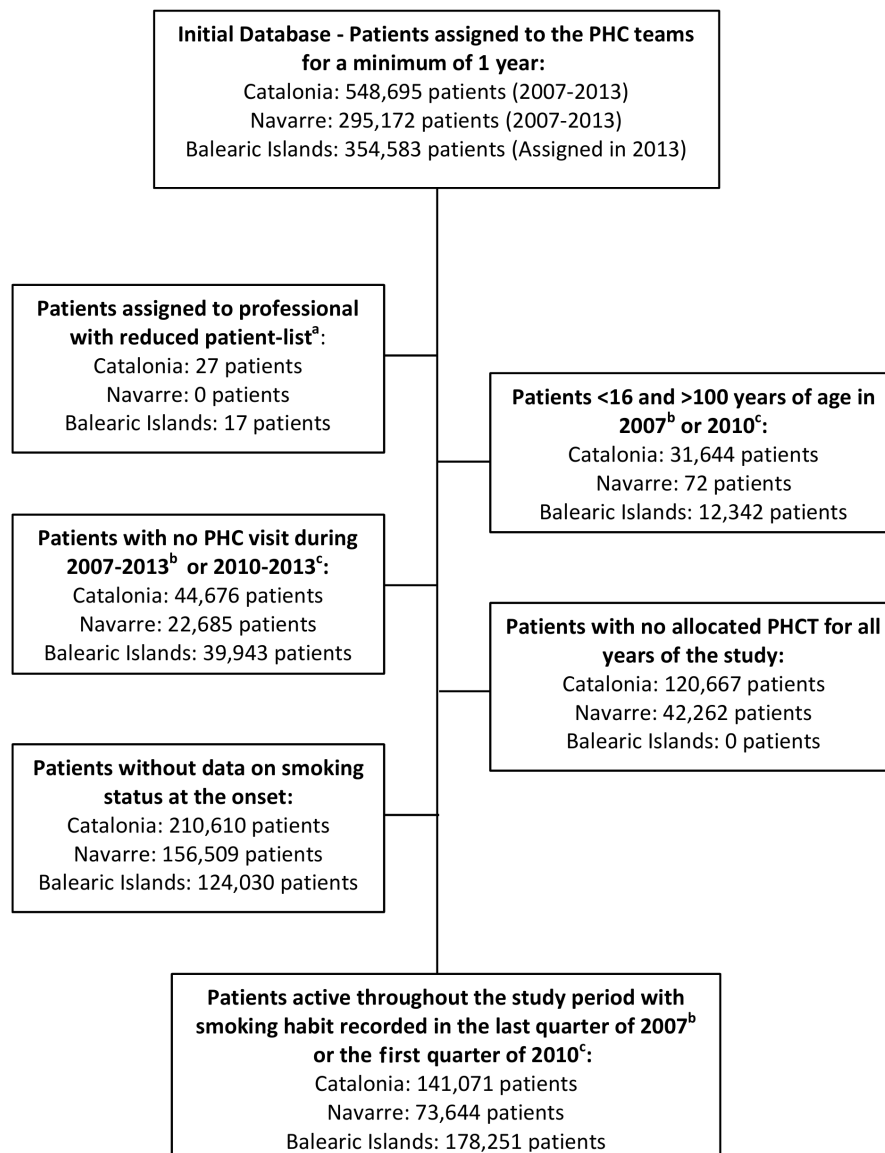 Initial Database - Patients assigned to the PHC teams
for a minimum of 1 year:
Catalonia: 548,695 patients (2007-2013)
Navarre: 295,172 patients (2007-2013)
Balearic Islands: 354,583 patients (Assigned in 2013)
Patients assigned to professional
with reduced patient-listᵃ:
Catalonia: 27 patients
Navarre: 0 patients
Balearic Islands: 17 patients
Patients <16 and >100 years of age in
2007ᵇ or 2010ᶜ:
Catalonia: 31,644 patients
Navarre: 72 patients
Balearic Islands: 12,342 patients
Patients with no PHC visit during
2007-2013ᵇ or 2010-2013ᶜ:
Catalonia: 44,676 patients
Navarre: 22,685 patients
Balearic Islands: 39,943 patients
Patients with no allocated PHCT for all
years of the study:
Catalonia: 120,667 patients
Navarre: 42,262 patients
Balearic Islands: 0 patients
Patients without data on smoking
status at the onset:
Catalonia: 210,610 patients
Navarre: 156,509 patients
Balearic Islands: 124,030 patients
Patients active throughout the study period with
smoking habit recorded in the last quarter of 2007ᵇ
or the first quarter of 2010ᶜ:
Catalonia: 141,071 patients
Navarre: 73,644 patients
Balearic Islands: 178,251 patients